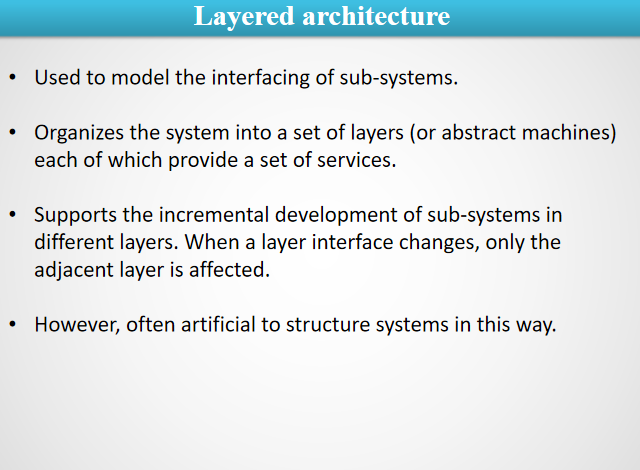 Layered architecture
• Used to model the interfacing of sub-systems.
• Organizes the system into a set of layers (or abstract machines)
each of which provide a set of services.
• Supports the incremental development of sub-systems in
different layers. When a layer interface changes, only the
adjacent layer is affected.
• However, often artificial to structure systems in this way.